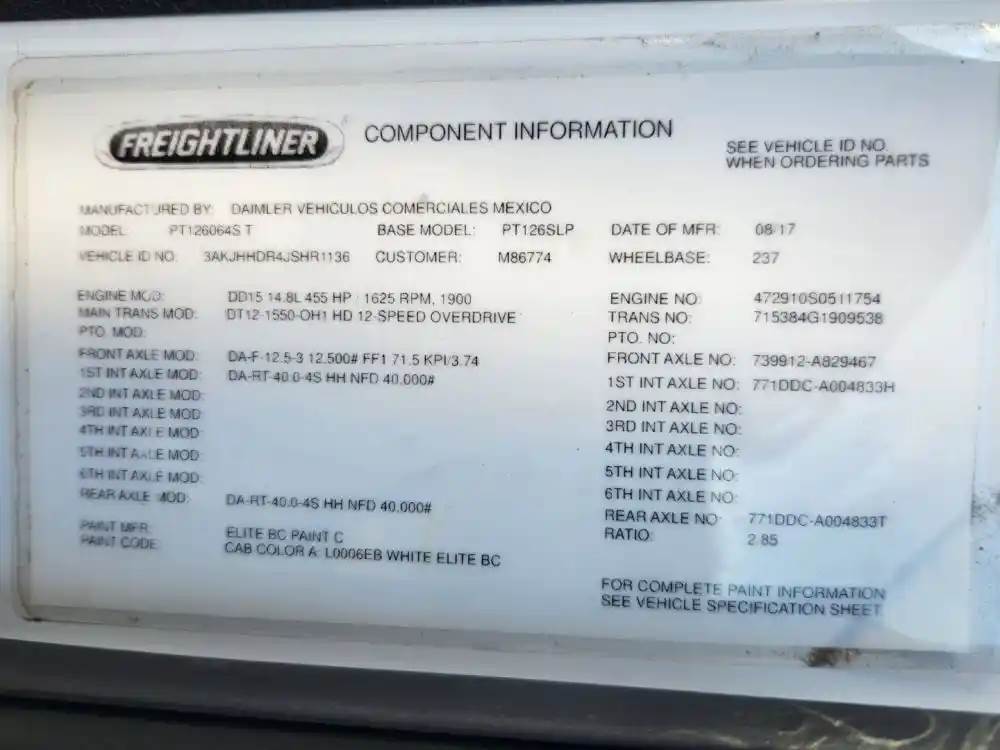 FREIGHTLINER COMPONENT INFORMATION
SEE VEHICLE ID NO.
WHEN ORDERING PARTS
MANUFACTURED BY: DAIMLER VEHICULOS COMERCIALES MEXICO
MODEL: PT126064S T BASE MODEL: PT126SLP DATE OF MFR: 08/17
VEHICLE ID NO: 3AKJHHDR4JSHR1136 CUSTOMER: M86774 WHEELBASE: 237
ENGINE MOD: DD15 14.8L 455 HP / 1625 RPM, 1900 ENGINE NO: 472910S0511754
MAIN TRANS MOD: DT12-1550-OH1 HD 12-SPEED OVERDRIVE TRANS NO: 715384G1909538
PTO. MOD: PTO. NO:
FRONT AXLE MOD: DA-F-12.5-3 12.500# FF1 71.5 KPI/3.74 FRONT AXLE NO: 739912-A829467
1ST INT AXLE MOD: DA-RT-40.0-4S HH NFD 40.000# 1ST INT AXLE NO: 771DDC-A004833H
2ND INT AXLE MOD: 2ND INT AXLE NO:
3RD INT AXLE MOD: 3RD INT AXLE NO:
4TH INT AXLE MOD: 4TH INT AXLE NO:
5TH INT AXLE MOD: 5TH INT AXLE NO:
6TH INT AXLE MOD: 6TH INT AXLE NO:
REAR AXLE MOD: DA-RT-40.0-4S HH NFD 40.000# REAR AXLE NO: 771DDC-A004833T
PAINT MFR: ELITE BC PAINT C RATIO: 2.85
PAINT CODE: CAB COLOR A: L0006EB WHITE ELITE BC
FOR COMPLETE PAINT INFORMATION
SEE VEHICLE SPECIFICATION SHEET